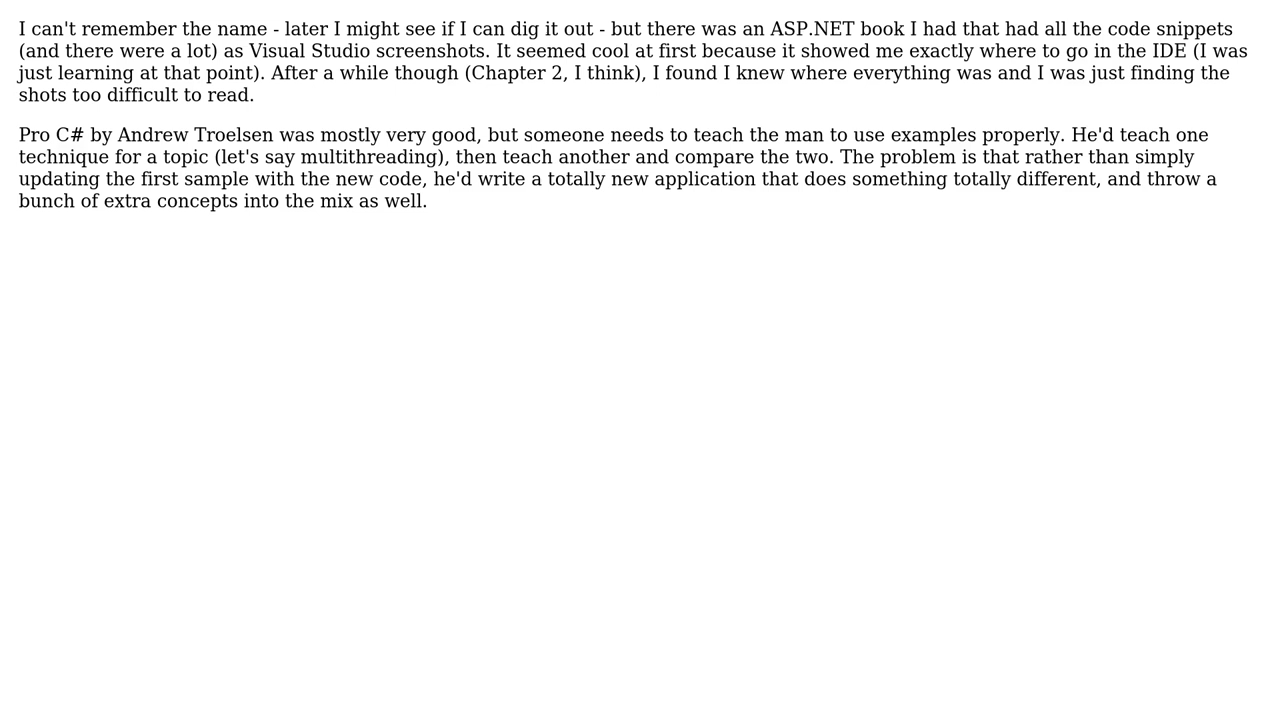 I can't remember the name - later I might see if I can dig it out - but there was an ASP.NET book I had that had all the code snippets
(and there were a lot) as Visual Studio screenshots. It seemed cool at first because it showed me exactly where to go in the IDE (I was
just learning at that point). After a while though (Chapter 2, I think), I found I knew where everything was and I was just finding the
shots too difficult to read.
Pro C# by Andrew Troelsen was mostly very good, but someone needs to teach the man to use examples properly. He'd teach one
technique for a topic (let's say multithreading), then teach another and compare the two. The problem is that rather than simply
updating the first sample with the new code, he'd write a totally new application that does something totally different, and throw a
bunch of extra concepts into the mix as well.